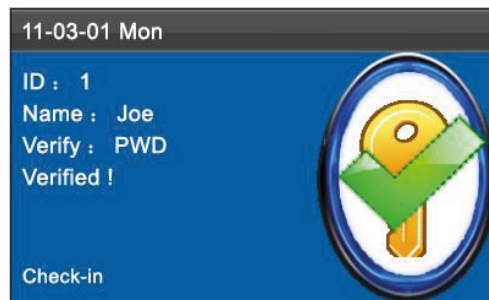 11-03-01 Mon
ID : 1
Name : Joe
Verify : PWD
Verified !
Check-in